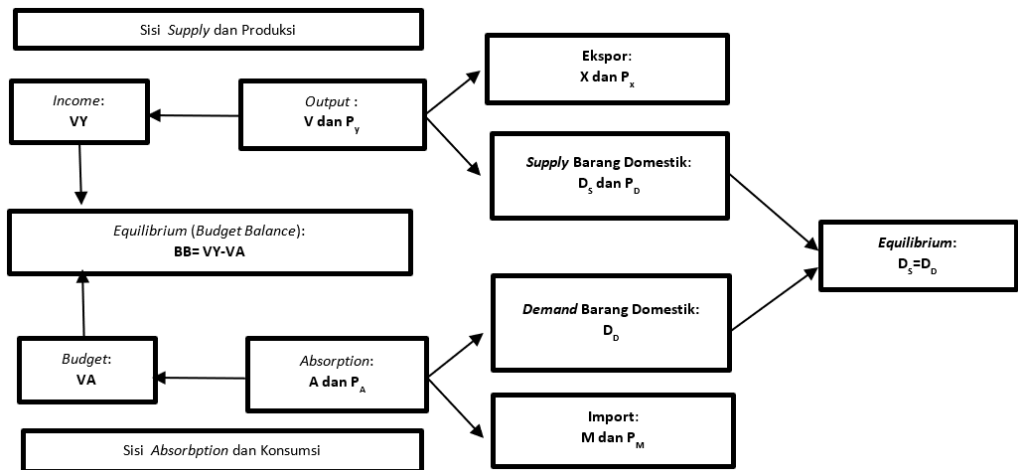 Sisi Supply dan Produksi
Ekspor:
X dan Px
Income:
VY
Output :
V dan Py
Supply Barang Domestik:
DS dan PD
Equilibrium (Budget Balance):
BB= VY-VA
Equilibrium:
DS=DD
Demand Barang Domestik:
DD
Budget:
VA
Absorption:
A dan PA
Import:
M dan PM
Sisi Absorbption dan Konsumsi